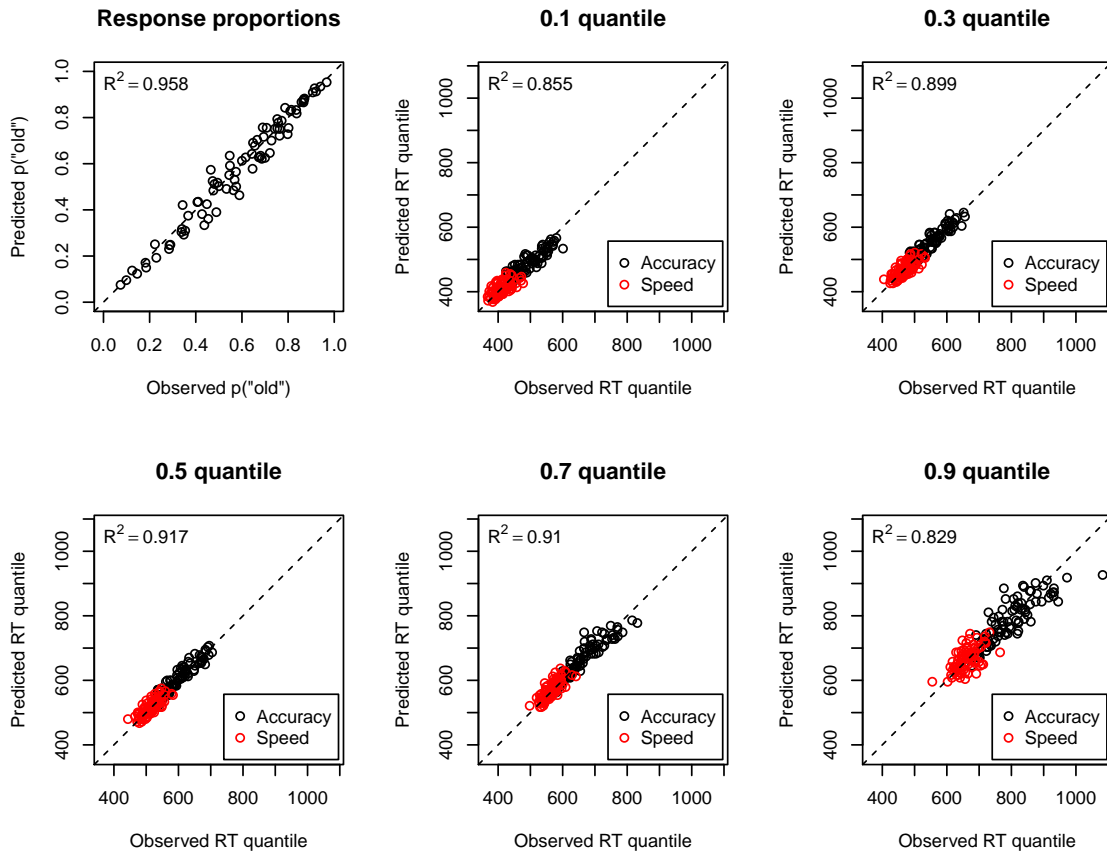 Response proportions
R² = 0.958
Predicted p("old")
0.0 0.2 0.4 0.6 0.8 1.0
0.0 0.2 0.4 0.6 0.8 1.0
Observed p("old")
0.1 quantile
R² = 0.855
Predicted RT quantile
400 600 800 1000
Accuracy
Speed
400 600 800 1000
Observed RT quantile
0.3 quantile
R² = 0.899
Predicted RT quantile
400 600 800 1000
Accuracy
Speed
400 600 800 1000
Observed RT quantile
0.5 quantile
R² = 0.917
Predicted RT quantile
400 600 800 1000
Accuracy
Speed
400 600 800 1000
Observed RT quantile
0.7 quantile
R² = 0.91
Predicted RT quantile
400 600 800 1000
Accuracy
Speed
400 600 800 1000
Observed RT quantile
0.9 quantile
R² = 0.829
Predicted RT quantile
400 600 800 1000
Accuracy
Speed
400 600 800 1000
Observed RT quantile